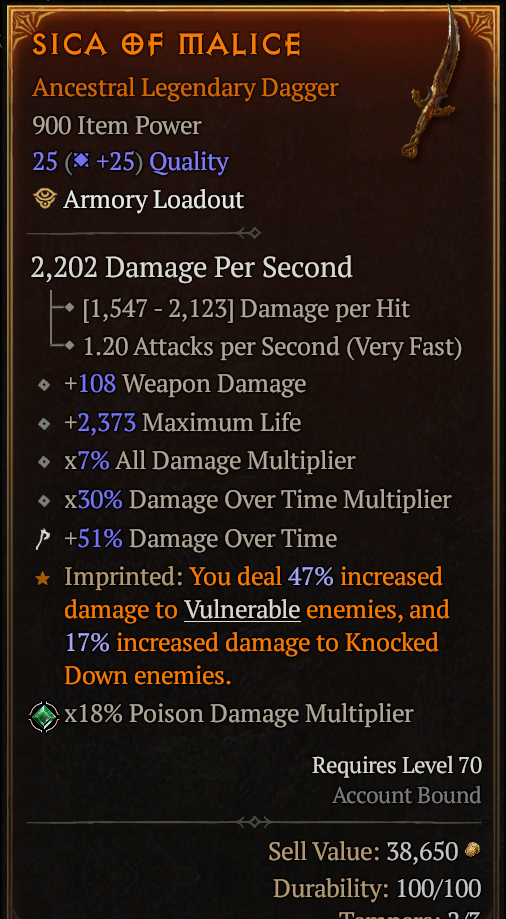 SICA OF MALICE
Ancestral Legendary Dagger
900 Item Power
25 (+25) Quality
Armory Loadout
2,202 Damage Per Second
[1,547 - 2,123] Damage per Hit
1.20 Attacks per Second (Very Fast)
+108 Weapon Damage
+2,373 Maximum Life
x7% All Damage Multiplier
x30% Damage Over Time Multiplier
+51% Damage Over Time
Imprinted: You deal 47% increased
damage to Vulnerable enemies, and
17% increased damage to Knocked
Down enemies.
x18% Poison Damage Multiplier
Requires Level 70
Account Bound
Sell Value: 38,650
Durability: 100/100